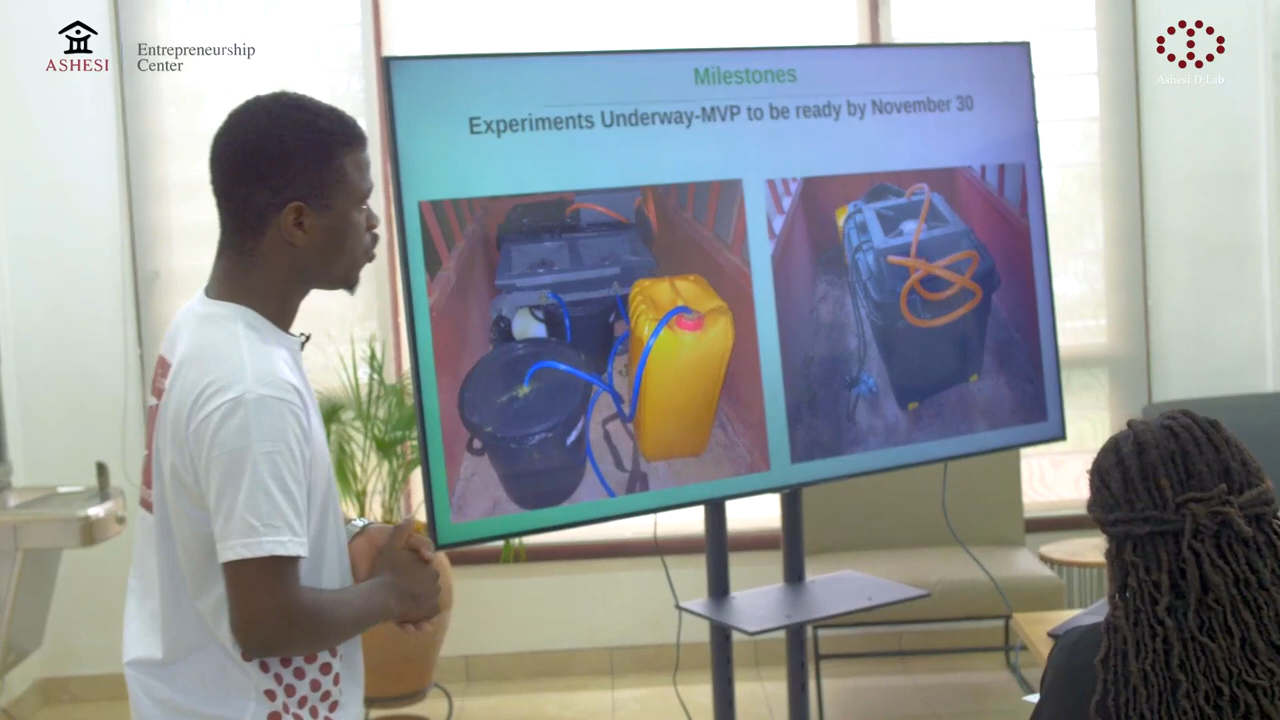 ASHESI
Entrepreneurship
Center
Ashesi D:Lab
Milestones
Experiments Underway-MVP to be ready by November 30